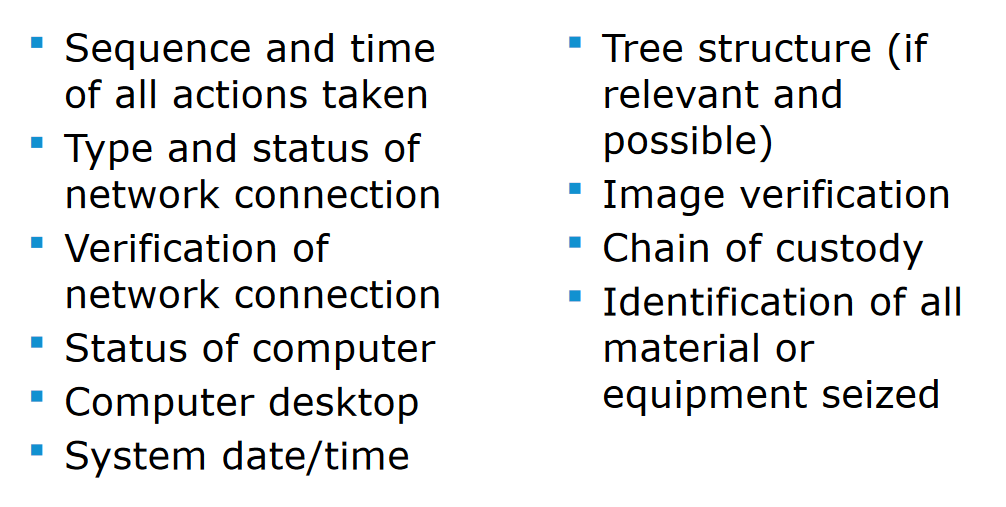 Sequence and time
of all actions taken
Type and status of
network connection
Verification of
network connection
Status of computer
Computer desktop
System date/time
Tree structure (if
relevant and
possible)
Image verification
Chain of custody
Identification of all
material or
equipment seized